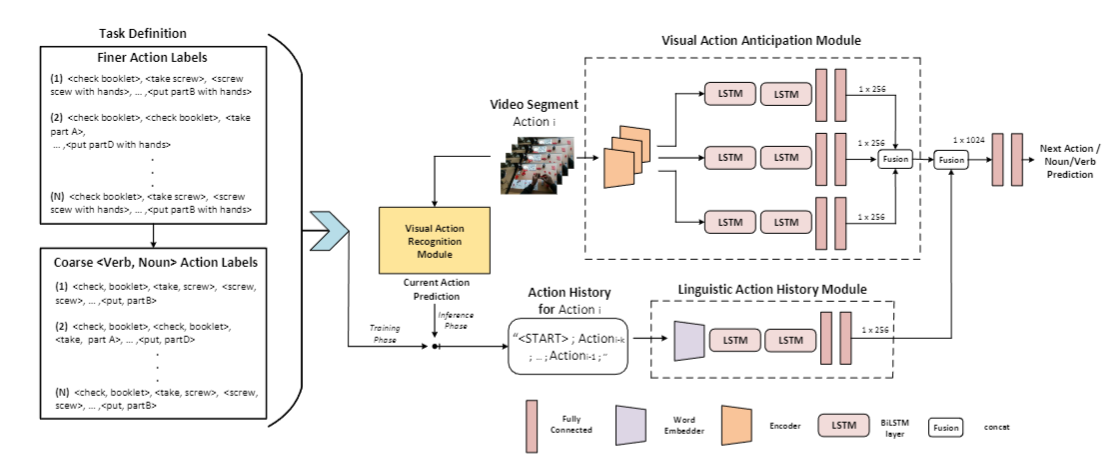 Task Definition
Finer Action Labels
(1) <check booklet>, <take screw>, <screw
scew with hands>, ... ,<put partB with hands>
(2) <check booklet>, <check booklet>, <take
part A>,
... ,<put partD with hands>
.
.
.
(N) <check booklet>, <take screw>, <screw
scew with hands>, ... ,<put partB with hands>
Coarse <Verb, Noun> Action Labels
(1) <check, booklet>, <take, screw>, <screw,
scew>, ... ,<put, partB>
(2) <check, booklet>, <check, booklet>,
<take, part A>, ... ,<put, partD>
.
.
.
(N) <check, booklet>, <take, screw>, <screw,
scew>, ... ,<put, partB>
Video Segment
Action i
Visual Action
Recognition
Module
Current Action
Prediction
Inference
Phase
Training
Phase
Action History
for Action i
"<START> ; Actioni-k
; ... ; Actioni-1 ; "
Visual Action Anticipation Module
LSTM
LSTM
1 x 256
LSTM
LSTM
1 x 256
LSTM
LSTM
1 x 256
Fusion
Fusion
1 x 1024
Next Action /
Noun/Verb
Prediction
Linguistic Action History Module
LSTM
LSTM
1 x 256
Fully
Connected
Word
Embedder
Encoder
LSTM
BiLSTM
layer
Fusion
concat